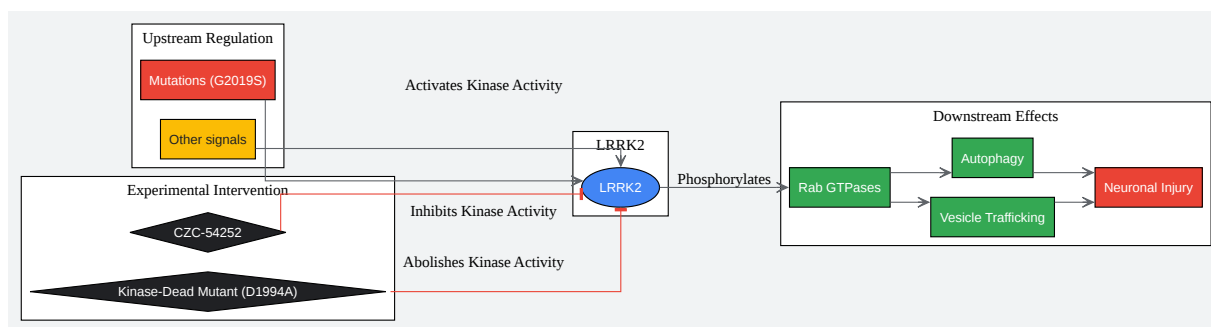 Upstream Regulation
Mutations (G2019S)
Other signals
Activates Kinase Activity
Experimental Intervention
CZC-54252
Kinase-Dead Mutant (D1994A)
Inhibits Kinase Activity
Abolishes Kinase Activity
LRRK2
LRRK2
Phosphorylates
Downstream Effects
Rab GTPases
Autophagy
Vesicle Trafficking
Neuronal Injury